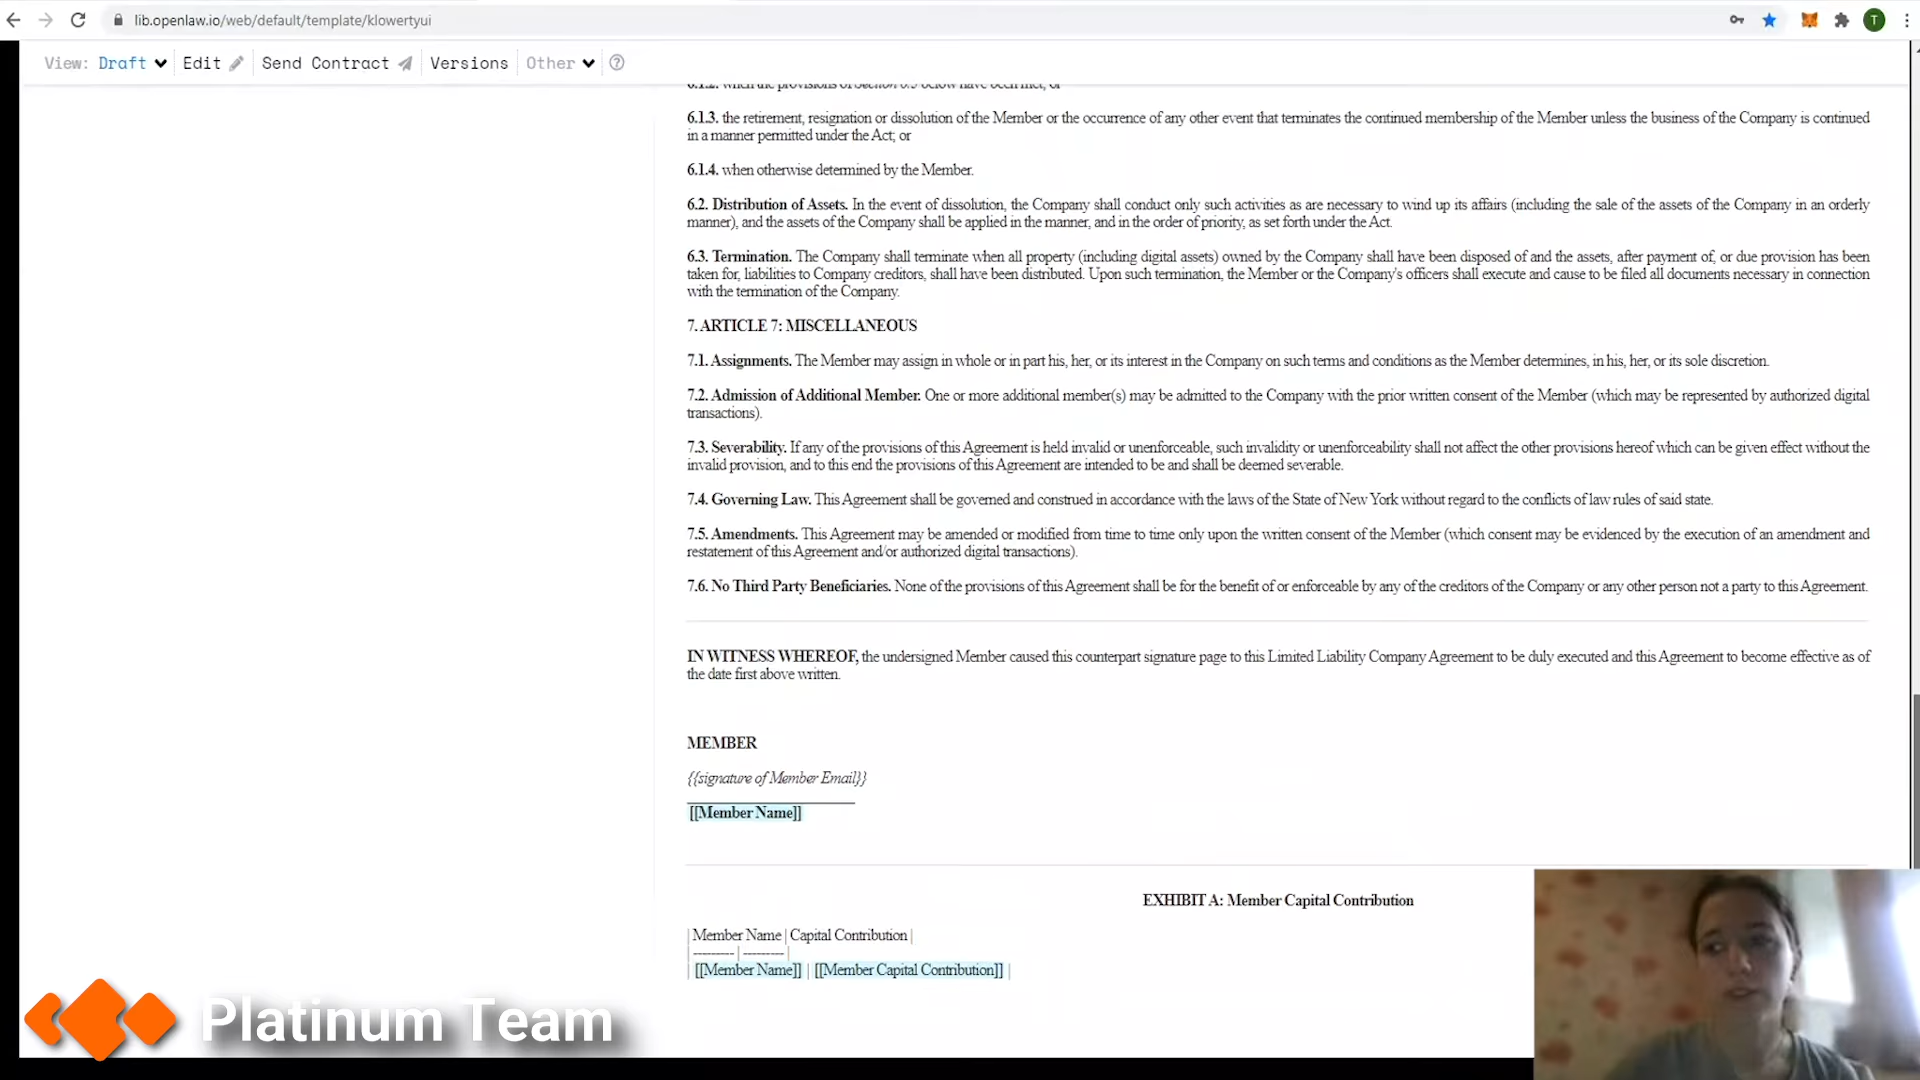 lib.openlaw.io/web/default/template/klowertyui
T
View: Draft Edit Send Contract Versions Other ?
6.1.2. when the provisions of Section 6.3 below have been met; or
6.1.3. the retirement, resignation or dissolution of the Member or the occurrence of any other event that terminates the continued membership of the Member unless the business of the Company is continued
in a manner permitted under the Act; or
6.1.4. when otherwise determined by the Member.
6.2. Distribution of Assets. In the event of dissolution, the Company shall conduct only such activities as are necessary to wind up its affairs (including the sale of the assets of the Company in an orderly
manner), and the assets of the Company shall be applied in the manner, and in the order of priority, as set forth under the Act.
6.3. Termination. The Company shall terminate when all property (including digital assets) owned by the Company shall have been disposed of and the assets, after payment of, or due provision has been
taken for, liabilities to Company creditors, shall have been distributed. Upon such termination, the Member or the Company's officers shall execute and cause to be filed all documents necessary in connection
with the termination of the Company.
7. ARTICLE 7: MISCELLANEOUS
7.1. Assignments. The Member may assign in whole or in part his, her, or its interest in the Company on such terms and conditions as the Member determines, in his, her, or its sole discretion.
7.2. Admission of Additional Member. One or more additional member(s) may be admitted to the Company with the prior written consent of the Member (which may be represented by authorized digital
transactions).
7.3. Severability. If any of the provisions of this Agreement is held invalid or unenforceable, such invalidity or unenforceability shall not affect the other provisions hereof which can be given effect without the
invalid provision, and to this end the provisions of this Agreement are intended to be and shall be deemed severable.
7.4. Governing Law. This Agreement shall be governed and construed in accordance with the laws of the State of New York without regard to the conflicts of law rules of said state.
7.5. Amendments. This Agreement may be amended or modified from time to time only upon the written consent of the Member (which consent may be evidenced by the execution of an amendment and
restatement of this Agreement and/or authorized digital transactions).
7.6. No Third Party Beneficiaries. None of the provisions of this Agreement shall be for the benefit of or enforceable by any of the creditors of the Company or any other person not a party to this Agreement.
IN WITNESS WHEREOF, the undersigned Member caused this counterpart signature page to this Limited Liability Company Agreement to be duly executed and this Agreement to become effective as of
the date first above written.
MEMBER
{{signature of Member Email}}
[[Member Name]]
EXHIBIT A: Member Capital Contribution
| Member Name | Capital Contribution |
| --------- | --------- |
| [[Member Name]] | [[Member Capital Contribution]] |
Platinum Team